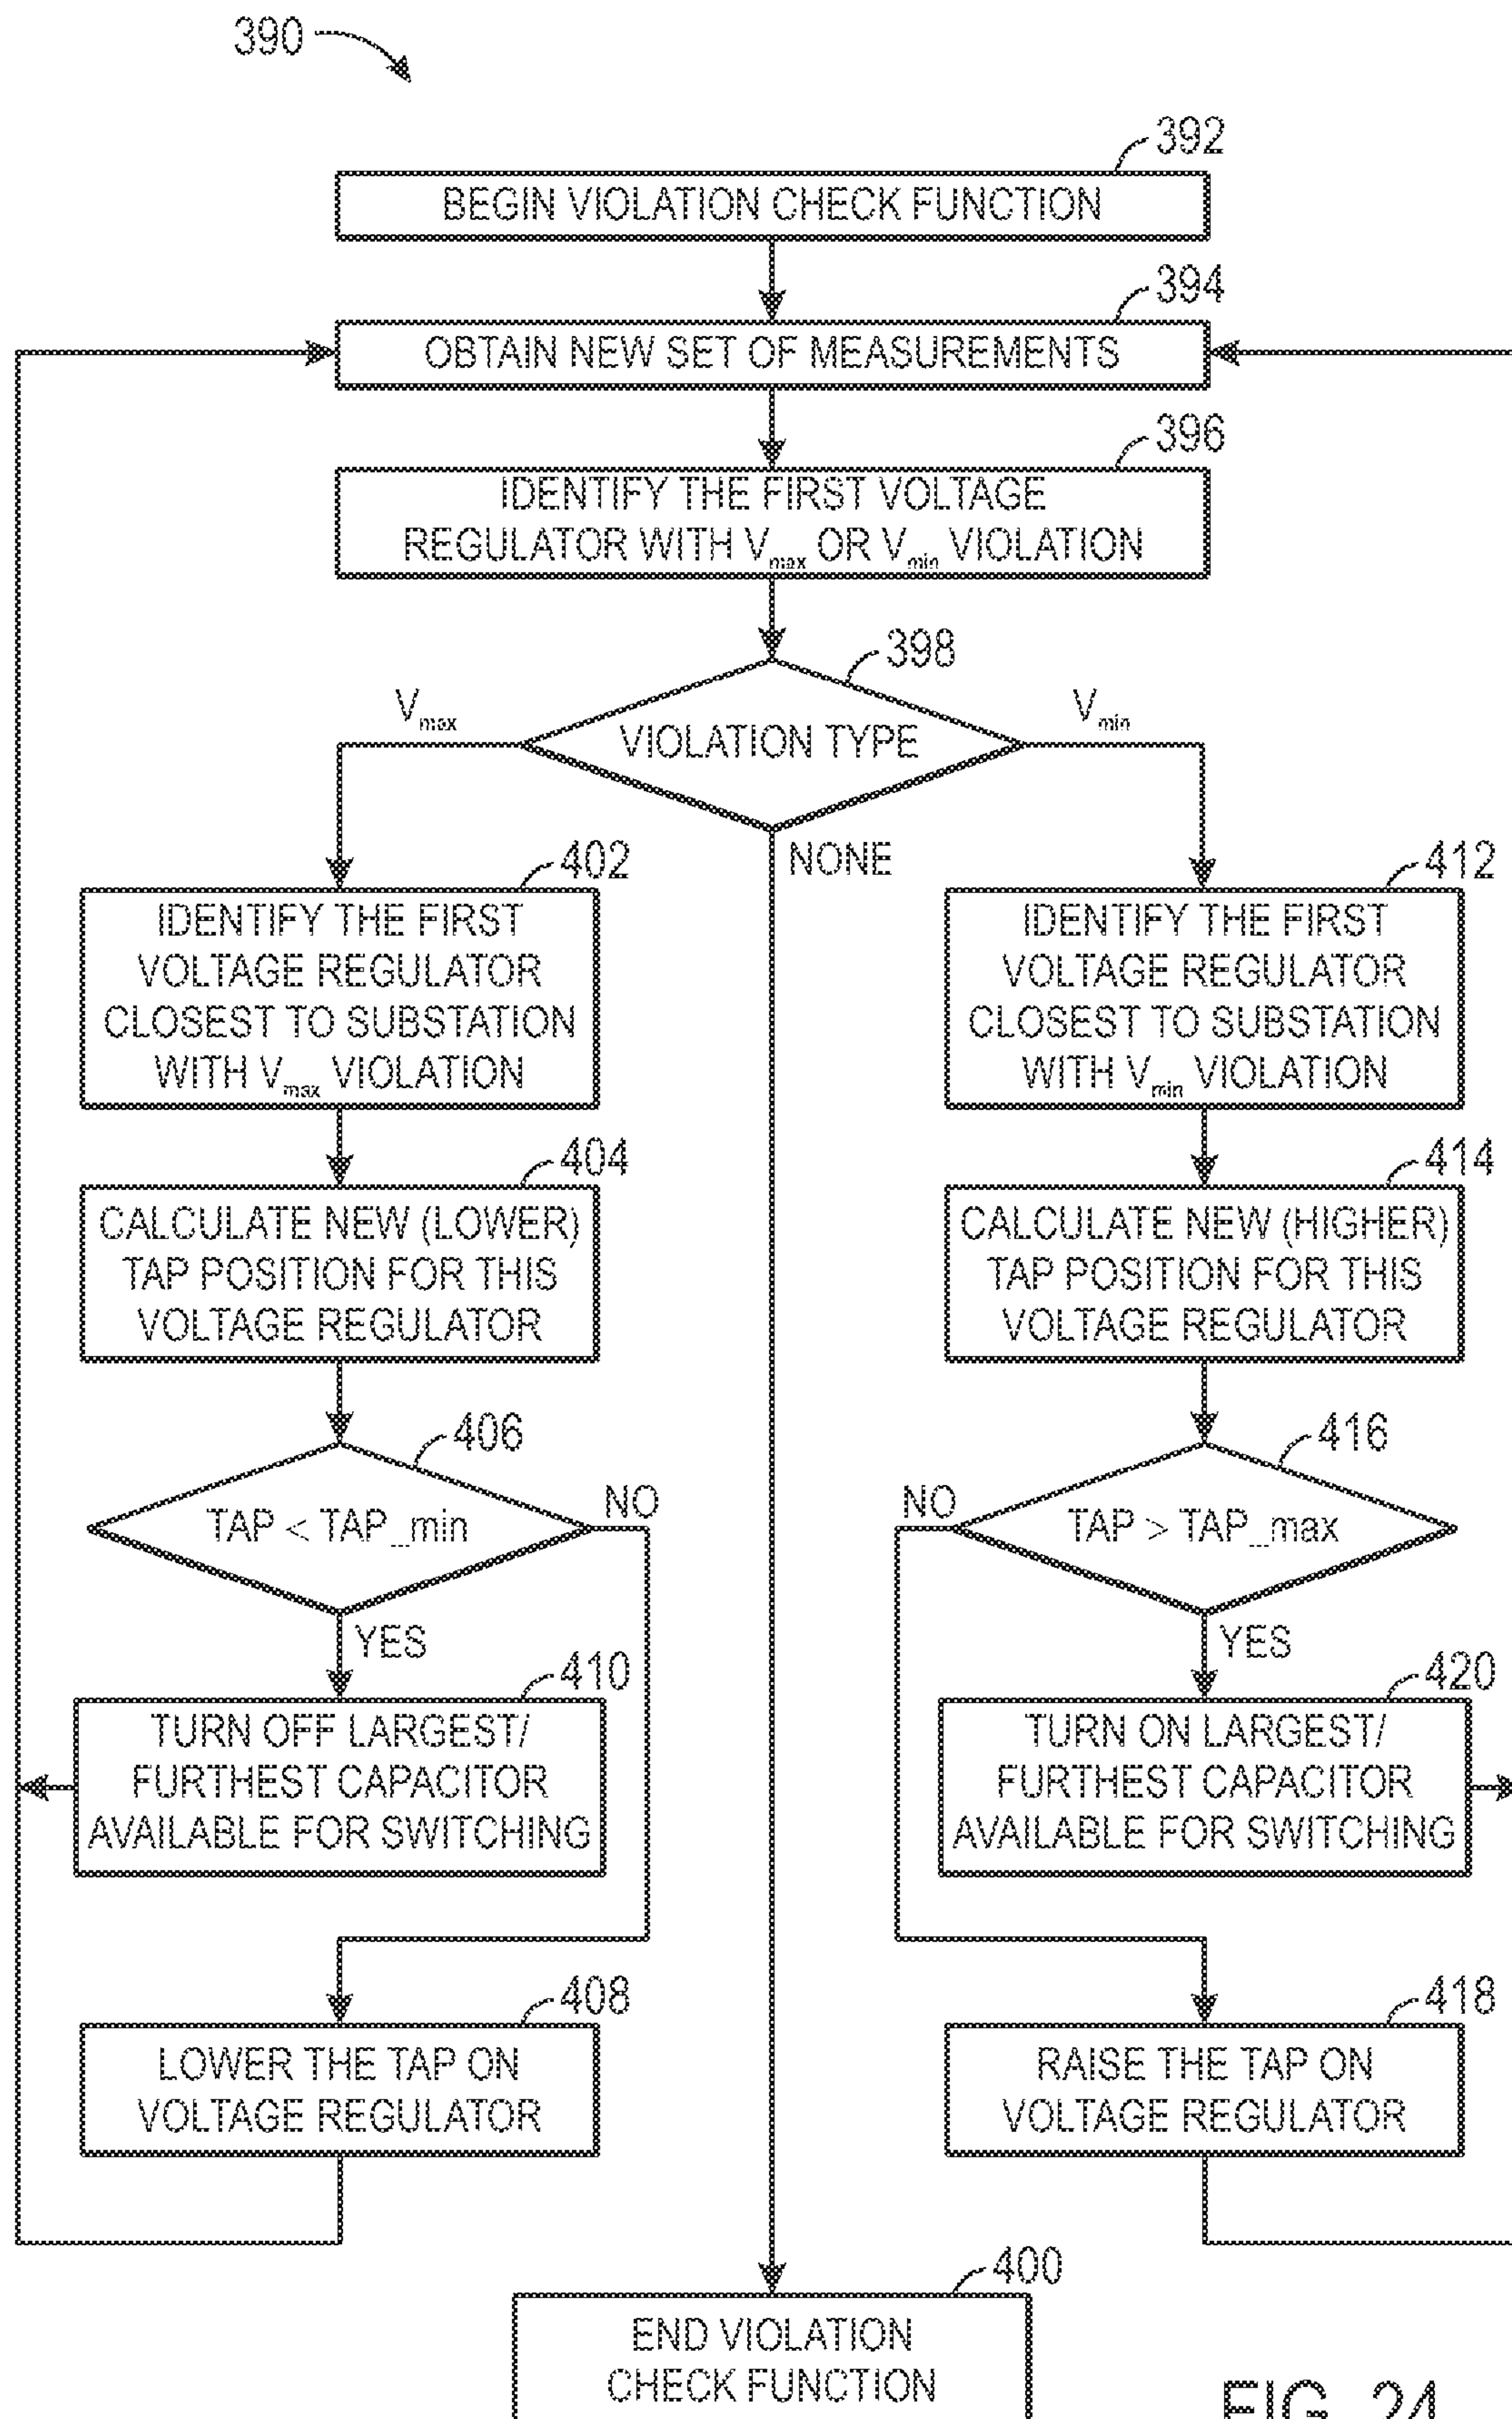 390
392
BEGIN VIOLATION CHECK FUNCTION
394
OBTAIN NEW SET OF MEASUREMENTS
396
IDENTIFY THE FIRST VOLTAGE
REGULATOR WITH Vmax OR Vmin VIOLATION
398
Vmax
VIOLATION TYPE
Vmin
NONE
402
IDENTIFY THE FIRST
VOLTAGE REGULATOR
CLOSEST TO SUBSTATION
WITH Vmax VIOLATION
412
IDENTIFY THE FIRST
VOLTAGE REGULATOR
CLOSEST TO SUBSTATION
WITH Vmin VIOLATION
404
CALCULATE NEW (LOWER)
TAP POSITION FOR THIS
VOLTAGE REGULATOR
414
CALCULATE NEW (HIGHER)
TAP POSITION FOR THIS
VOLTAGE REGULATOR
406
TAP < TAP_min
NO
YES
416
NO
TAP > TAP_max
YES
410
TURN OFF LARGEST/
FURTHEST CAPACITOR
AVAILABLE FOR SWITCHING
420
TURN ON LARGEST/
FURTHEST CAPACITOR
AVAILABLE FOR SWITCHING
408
LOWER THE TAP ON
VOLTAGE REGULATOR
418
RAISE THE TAP ON
VOLTAGE REGULATOR
400
END VIOLATION
CHECK FUNCTION
FIG. 24